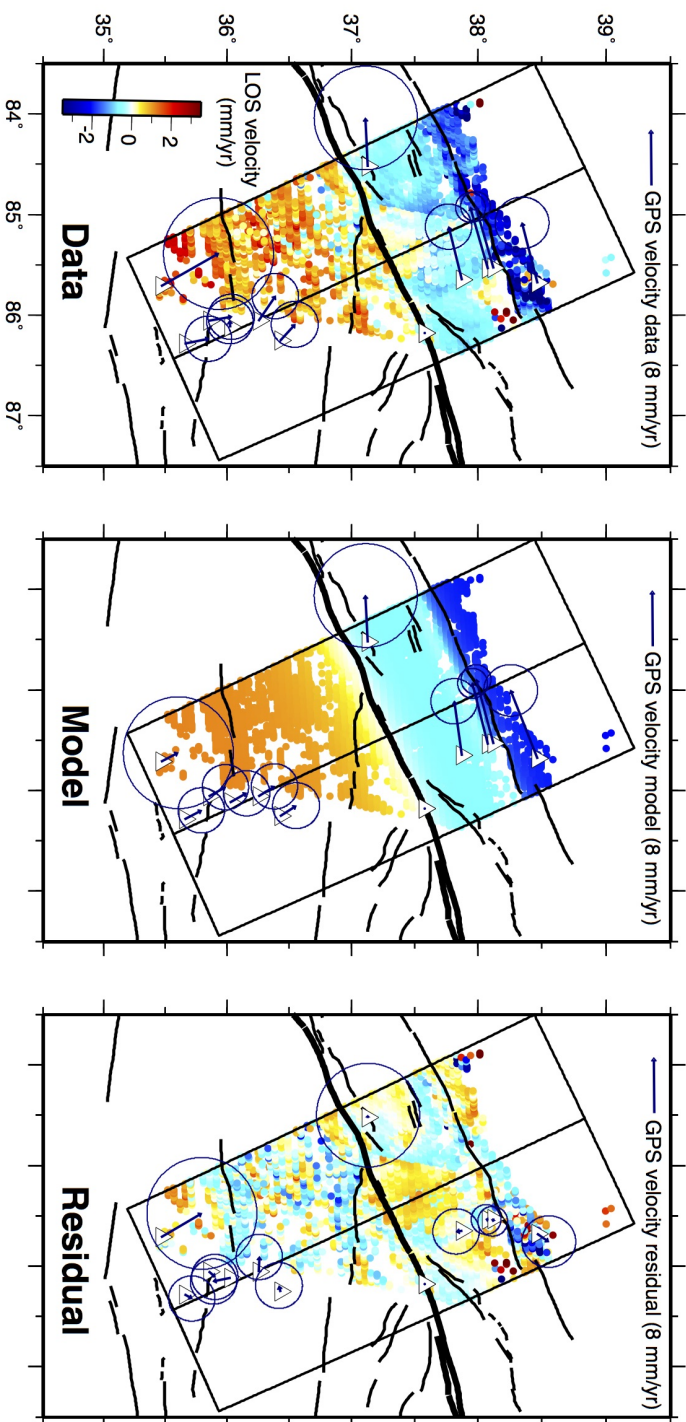 GPS velocity data (8 mm/yr)
39°
38°
37°
36°
35°
LOS velocity
(mm/yr)
-2
0
2
Data
84°
85°
86°
87°
GPS velocity model (8 mm/yr)
Model
GPS velocity residual (8 mm/yr)
Residual